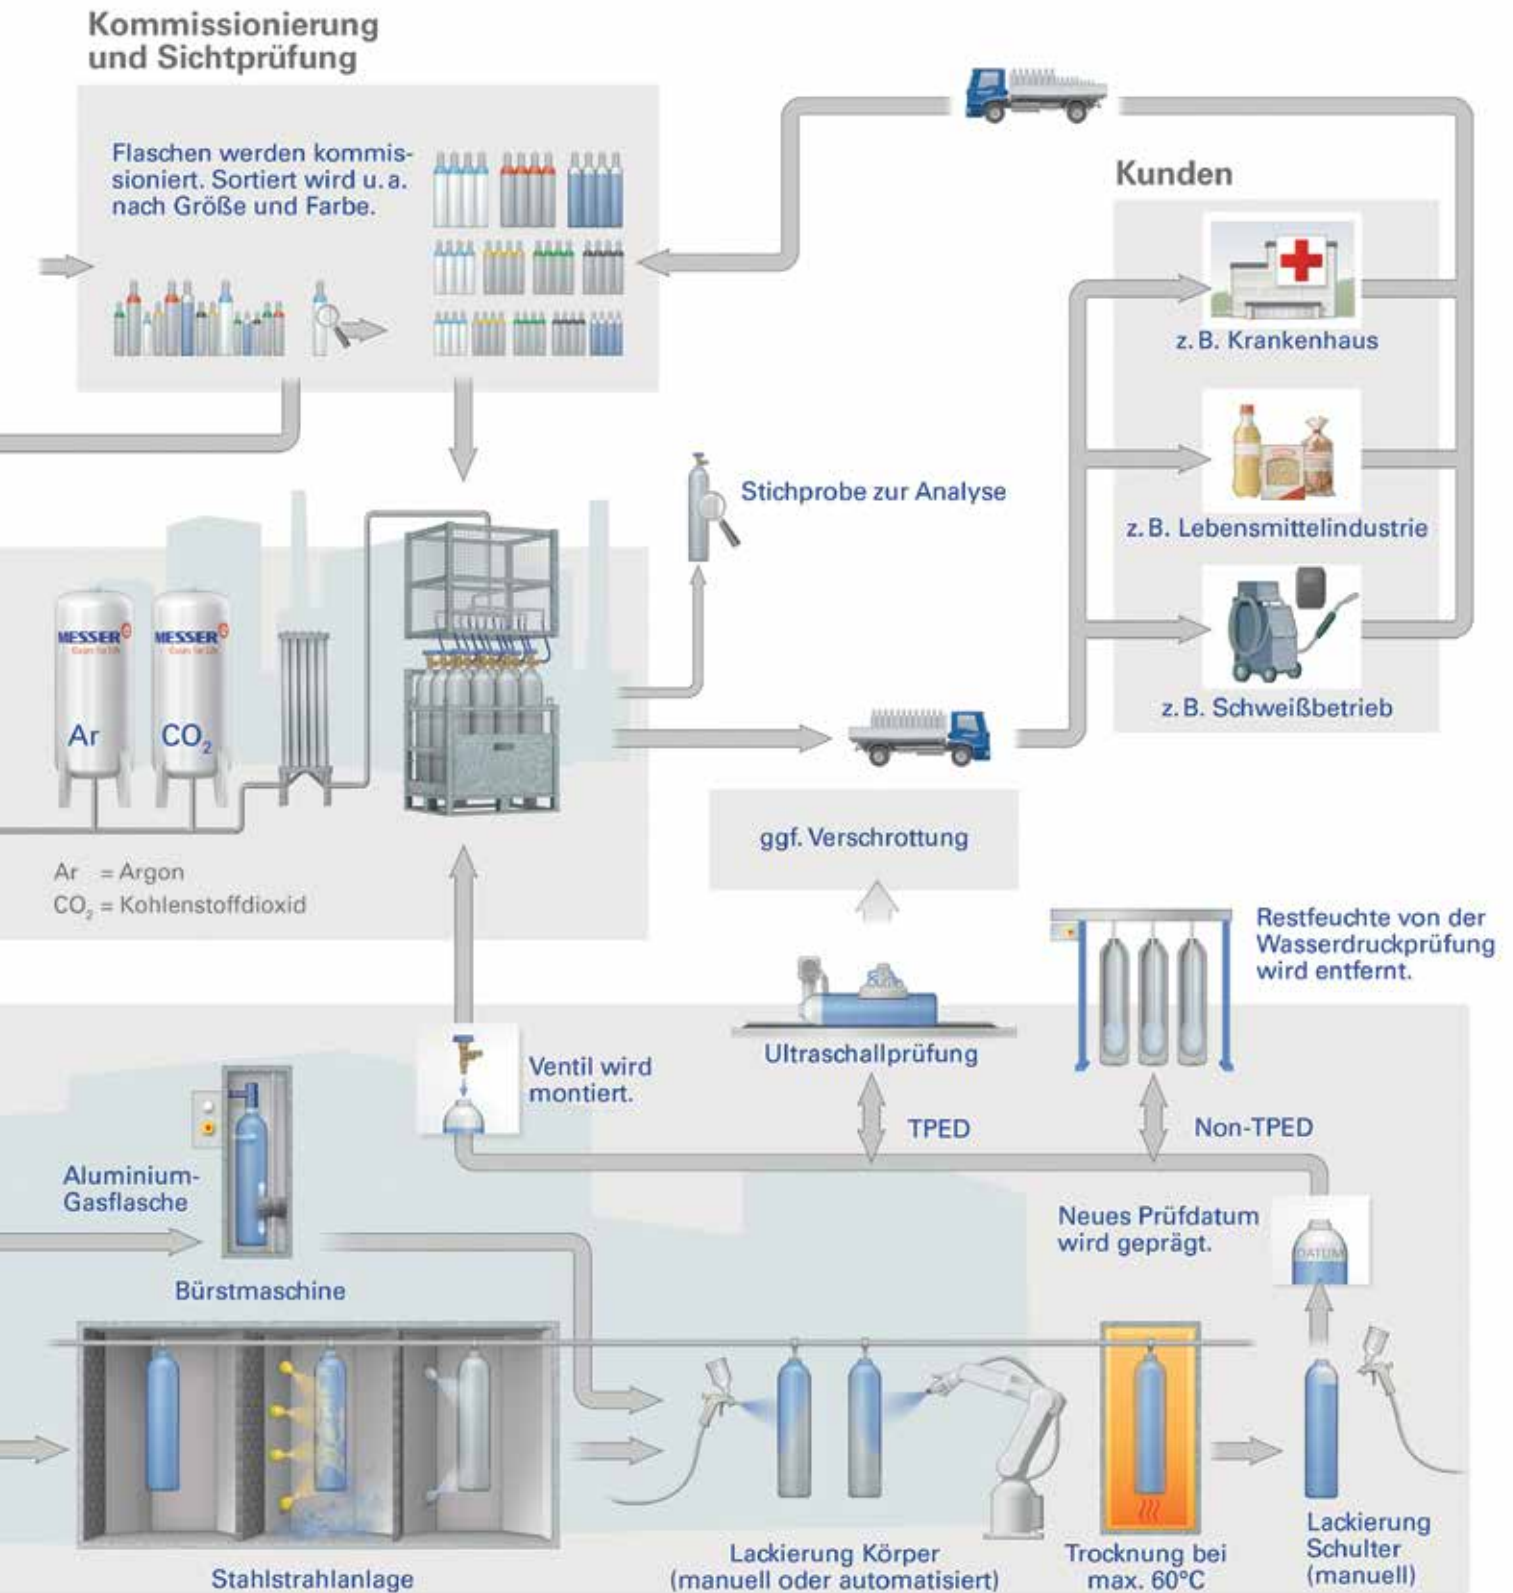 Kommissionierung
und Sichtprüfung
Flaschen werden kommis-
sioniert. Sortiert wird u. a.
nach Größe und Farbe.
Kunden
z. B. Krankenhaus
z. B. Lebensmittelindustrie
z. B. Schweißbetrieb
Stichprobe zur Analyse
MESSER
Ar
MESSER
CO₂
Ar = Argon
CO₂ = Kohlenstoffdioxid
ggf. Verschrottung
Restfeuchte von der
Wasserdruckprüfung
wird entfernt.
Ultraschallprüfung
TPED
Non-TPED
Ventil wird
montiert.
Aluminium-
Gasflasche
Bürstmaschine
Neues Prüfdatum
wird geprägt.
DATUM
Stahlstrahlanlage
Lackierung Körper
(manuell oder automatisiert)
Trocknung bei
max. 60°C
Lackierung
Schulter
(manuell)